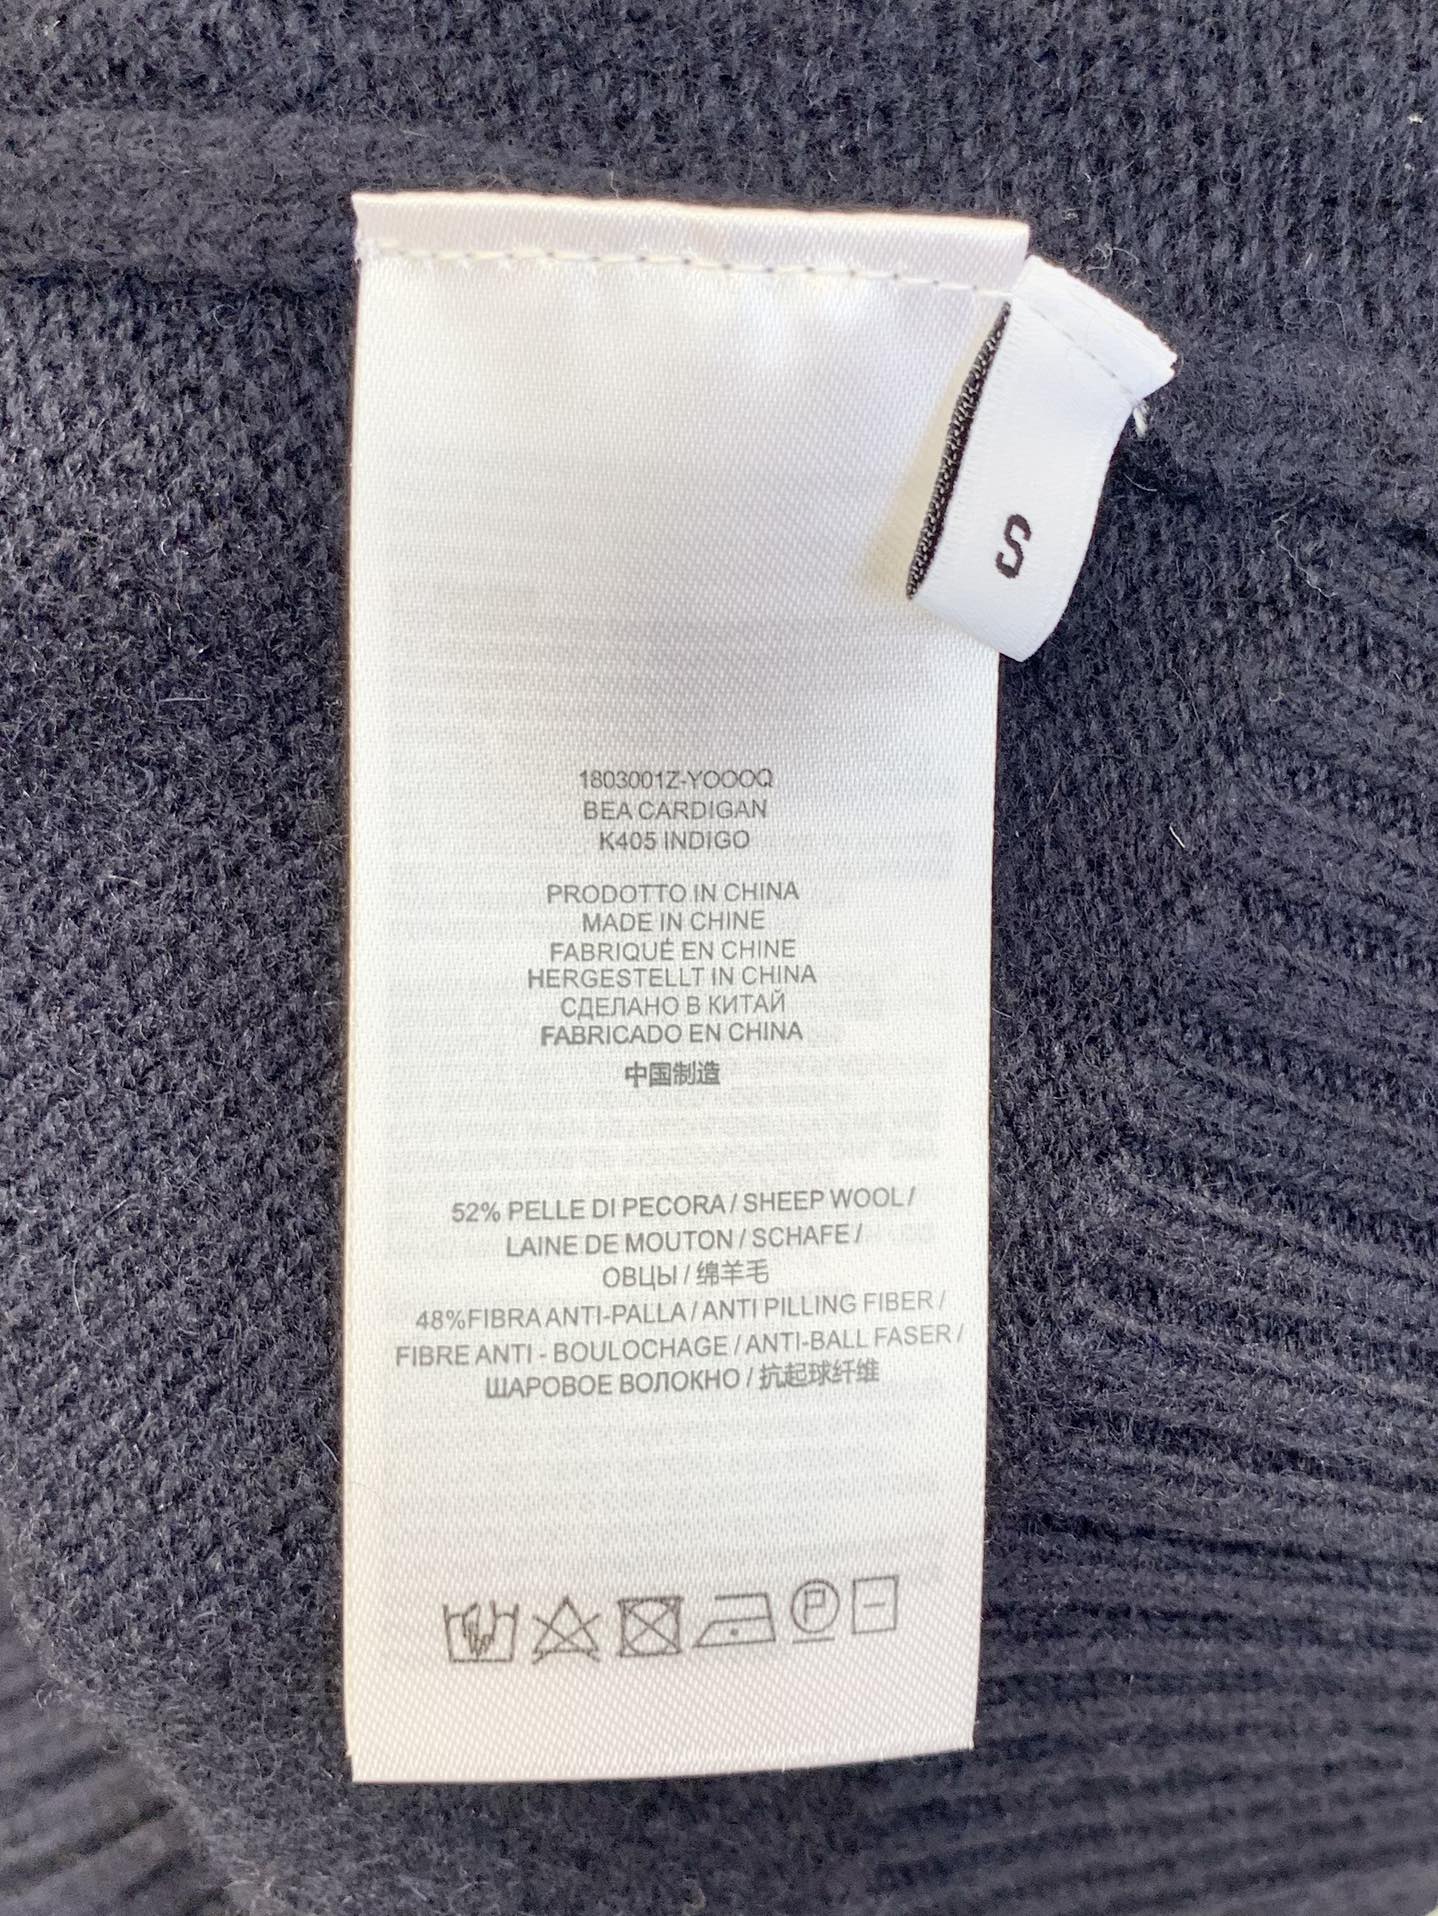 S
1803001Z-YOOOQ
BEA CARDIGAN
K405 INDIGO
PRODOTTO IN CHINA
MADE IN CHINE
FABRIQUÉ EN CHINE
HERGESTELLT IN CHINA
СДЕЛАНО В КИТАЙ
FABRICADO EN CHINA
中国制造
52% PELLE DI PECORA / SHEEP WOOL /
LAINE DE MOUTON / SCHAFE /
ОВЦЫ / 绵羊毛
48%FIBRA ANTI-PALLA / ANTI PILLING FIBER /
FIBRE ANTI - BOULOCHAGE / ANTI-BALL FASER /
ШАРОВОЕ ВОЛОКНО / 抗起球纤维
P